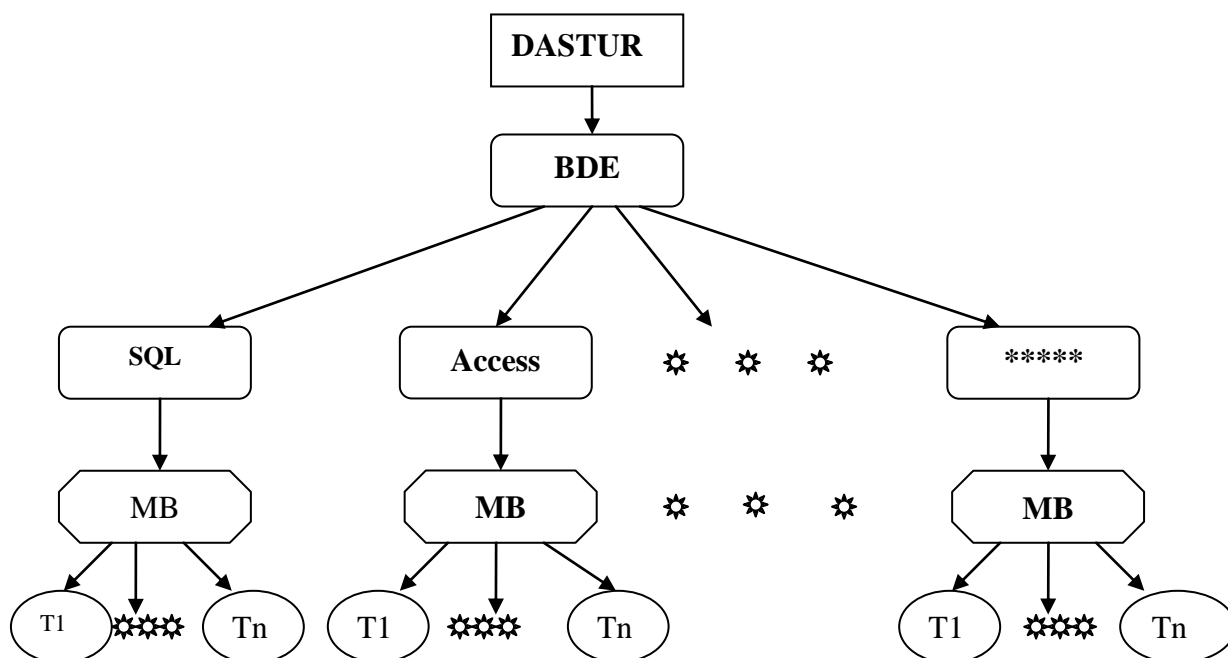 DASTUR
BDE
SQL
Access
*****
MB
MB
MB
T1
Tn
T1
Tn
T1
Tn